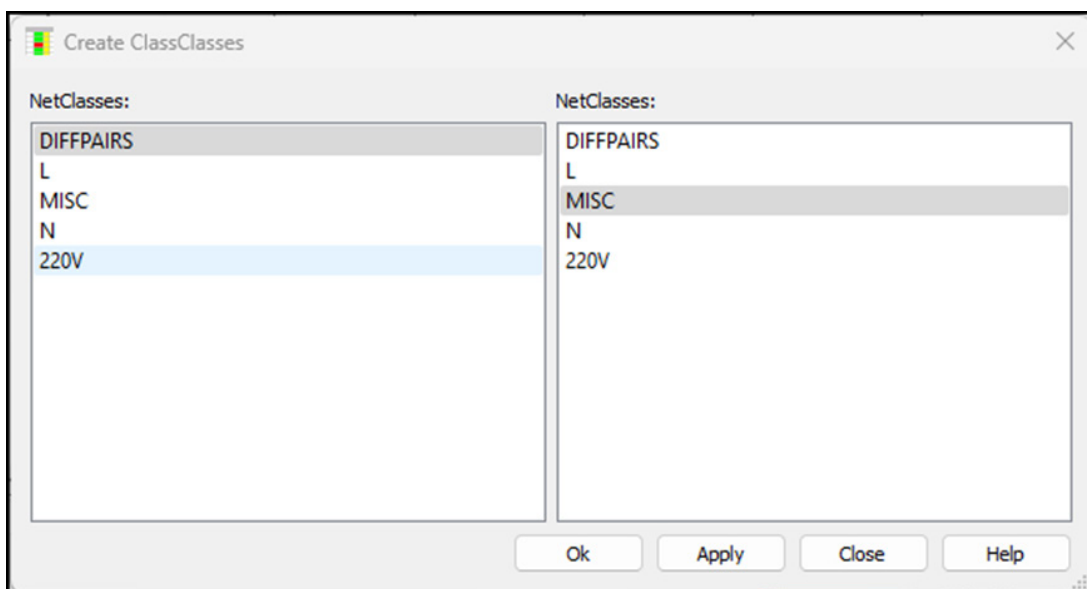 Create ClassClasses
NetClasses:
DIFFPAIRS
L
MISC
N
220V
NetClasses:
DIFFPAIRS
L
MISC
N
220V
Ok
Apply
Close
Help